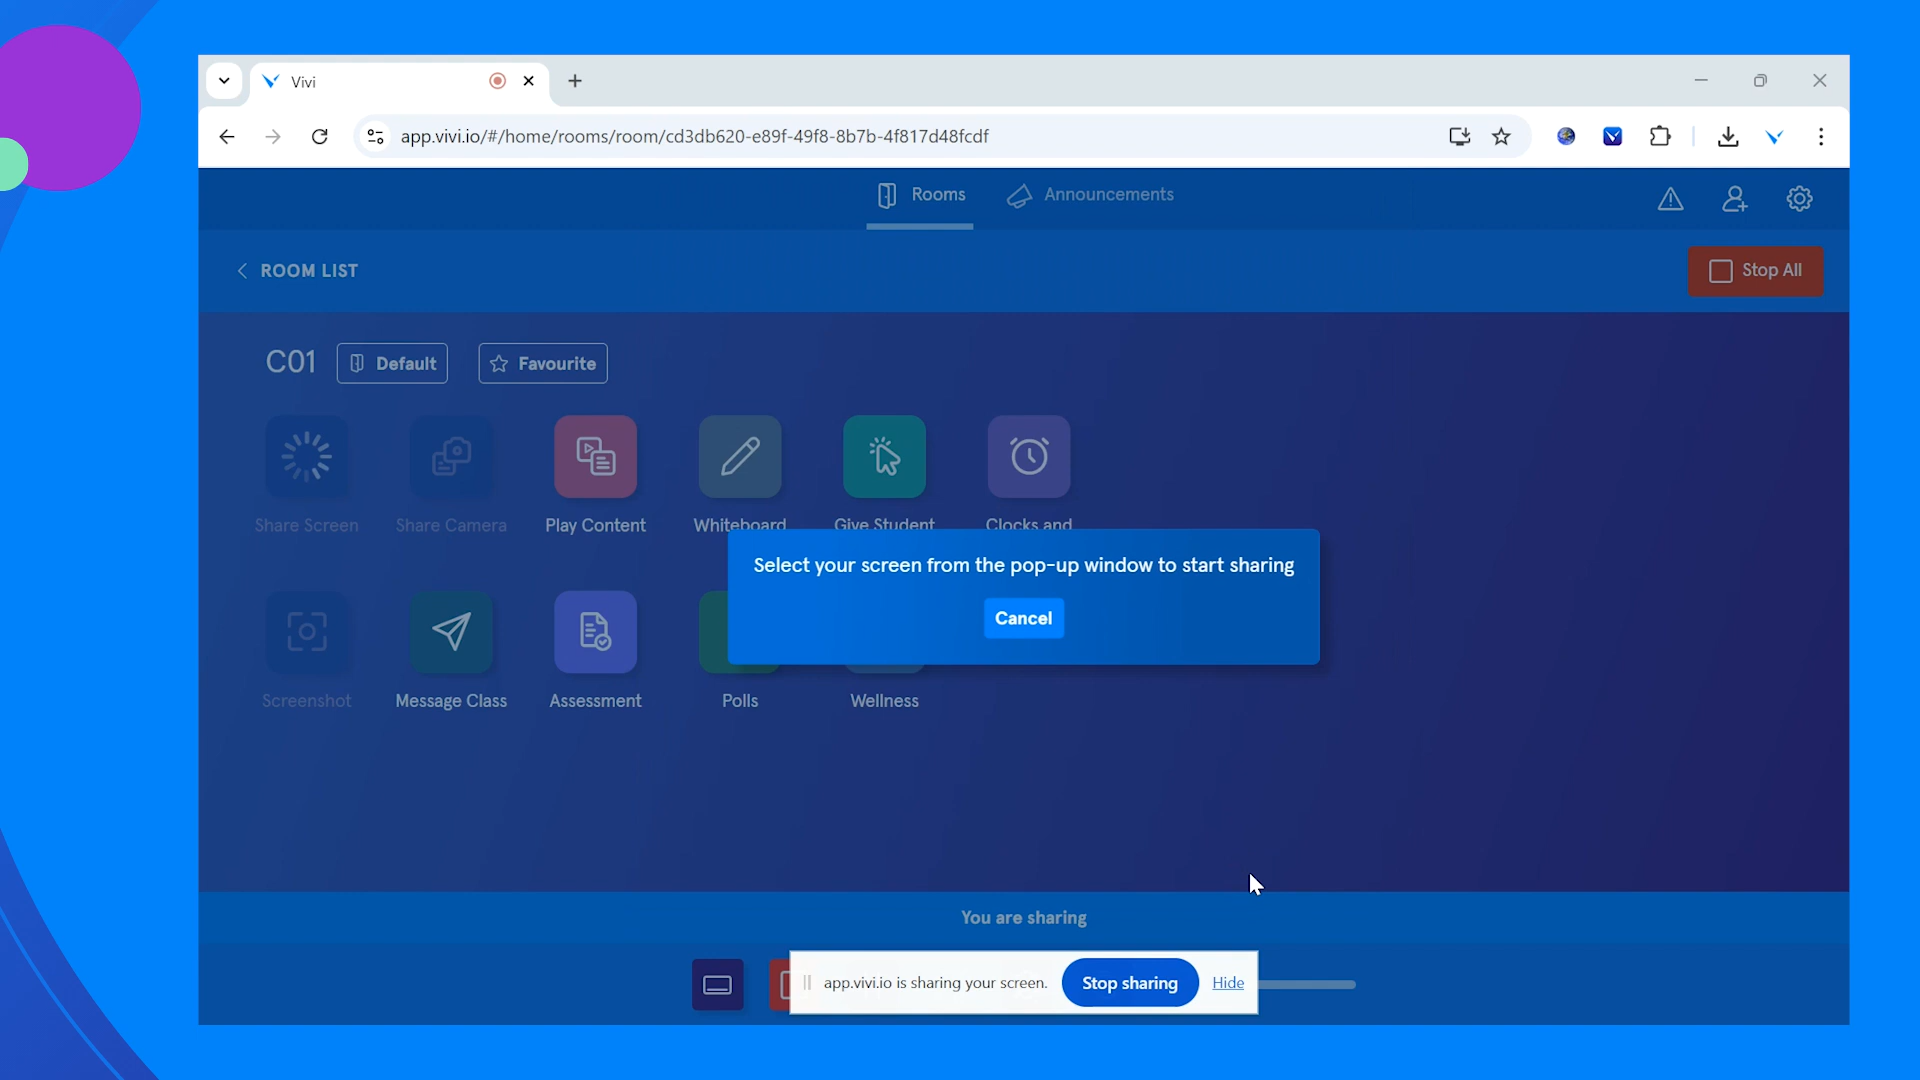 Vivi
app.vivi.io/#/home/rooms/room/cd3db620-e89f-49f8-8b7b-4f817d48fcdf
Rooms
Announcements
ROOM LIST
Stop All
C01
Default
Favourite
Share Screen
Share Camera
Play Content
Whiteboard
Give Student
Clocks and
Select your screen from the pop-up window to start sharing
Cancel
Screenshot
Message Class
Assessment
Polls
Wellness
You are sharing
app.vivi.io is sharing your screen.
Stop sharing
Hide